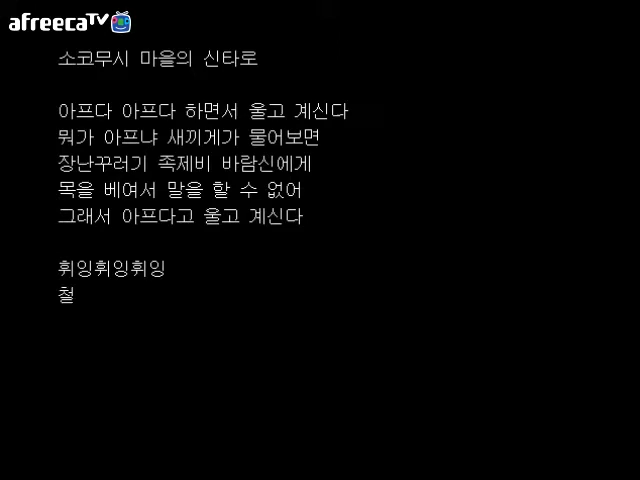 afreecaTV
소코무시 마을의 신타로
아프다 아프다 하면서 울고 계신다
뭐가 아프냐 새끼게가 물어보면
장난꾸러기 족제비 바람신에게
목을 베여서 말을 할 수 없어
그래서 아프다고 울고 계신다
휘잉휘잉휘잉
철